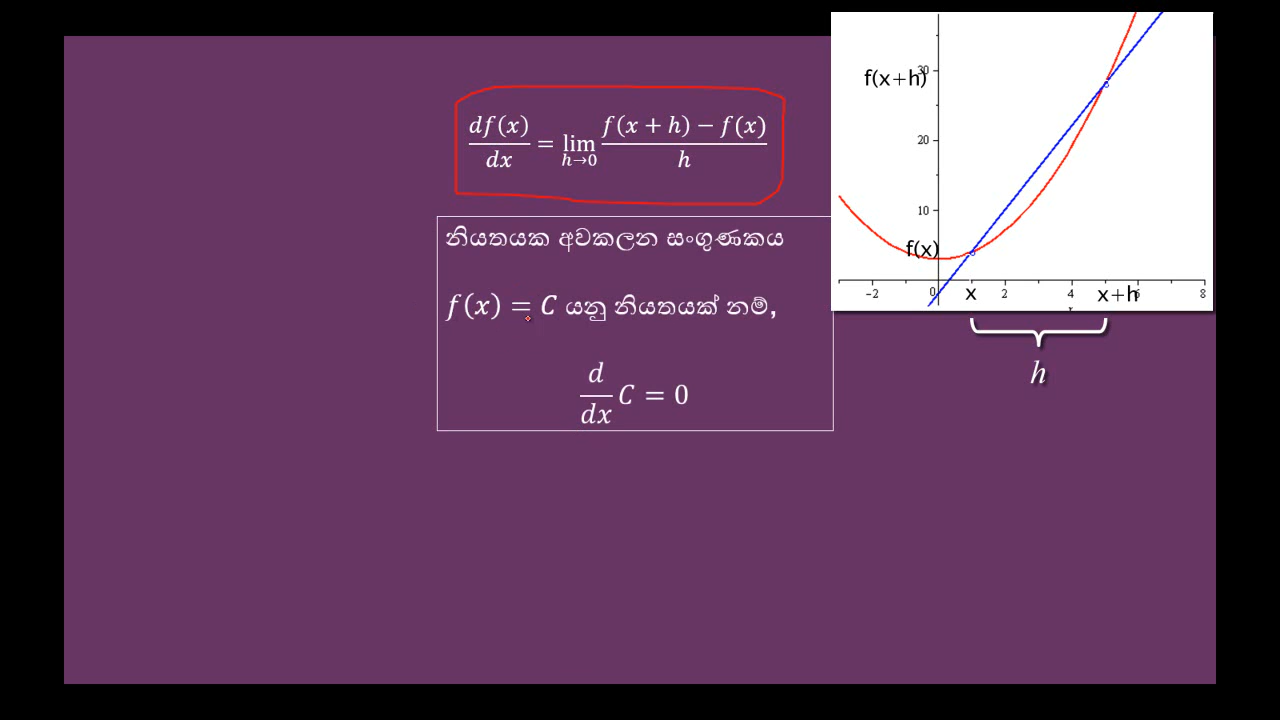 df(x)/dx = lim h→0 f(x + h) − f(x)/h
නියතයක අවකලන සංගුණකය
f(x) = C යනු නියතයක් නම්,
d/dx C = 0
f(x+h)
30
20
10
f(x)
−2 0 x 2 4 x+h 8
h